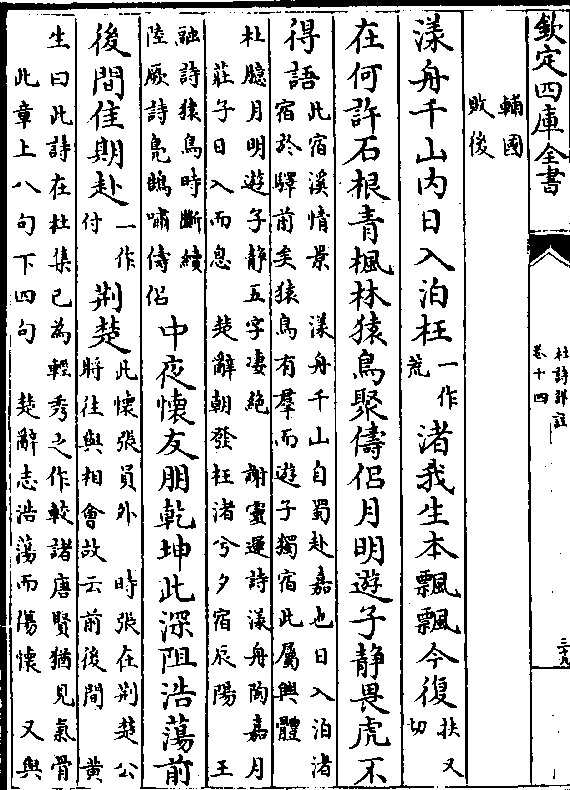 欽定四庫全書
杜詩詳註
卷十四
三十九
輔國
敗後
漾舟千山內日入泊枉一作荒渚我生本飄飄今復扶又切
在何許石根青楓林猿鳥聚儔侶月明遊子靜畏虎不
得語此宿溪情景　漾舟千山自蜀赴嘉也日入泊渚
宿於驛前矣猿鳥有羣而遊子獨宿此屬興體
杜臆月明遊子靜五字凄絶　謝靈運詩漾舟陶嘉月
莊子日入而息　楚辭朝發枉渚兮夕宿辰陽　王
融詩猿鳥時斷續
陸厥詩鳧鵠嘯儔侶
中夜懷友朋乾坤此深阻浩蕩前
後間佳期赴一作付荆楚此懷張員外　時張在荆楚公
將往與相會故云前後間　黄
生曰此詩在杜集已為輕秀之作較諸唐賢猶見氣骨
此章上八句下四句　楚辭志浩蕩而傷懷　又與